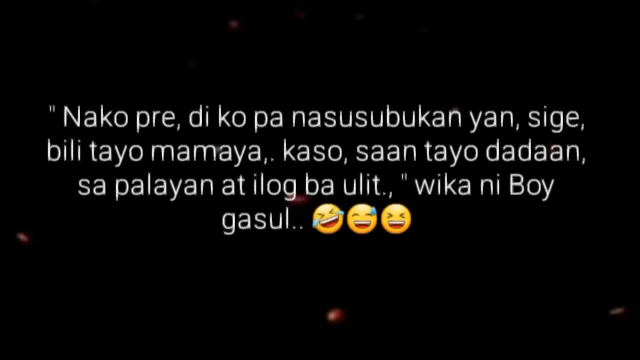 " Nako pre, di ko pa nasusubukan yan, sige,
bili tayo mamaya,. kaso, saan tayo dadaan,
sa palayan at ilog ba ulit., " wika ni Boy
gasul.. 🤣😅😆